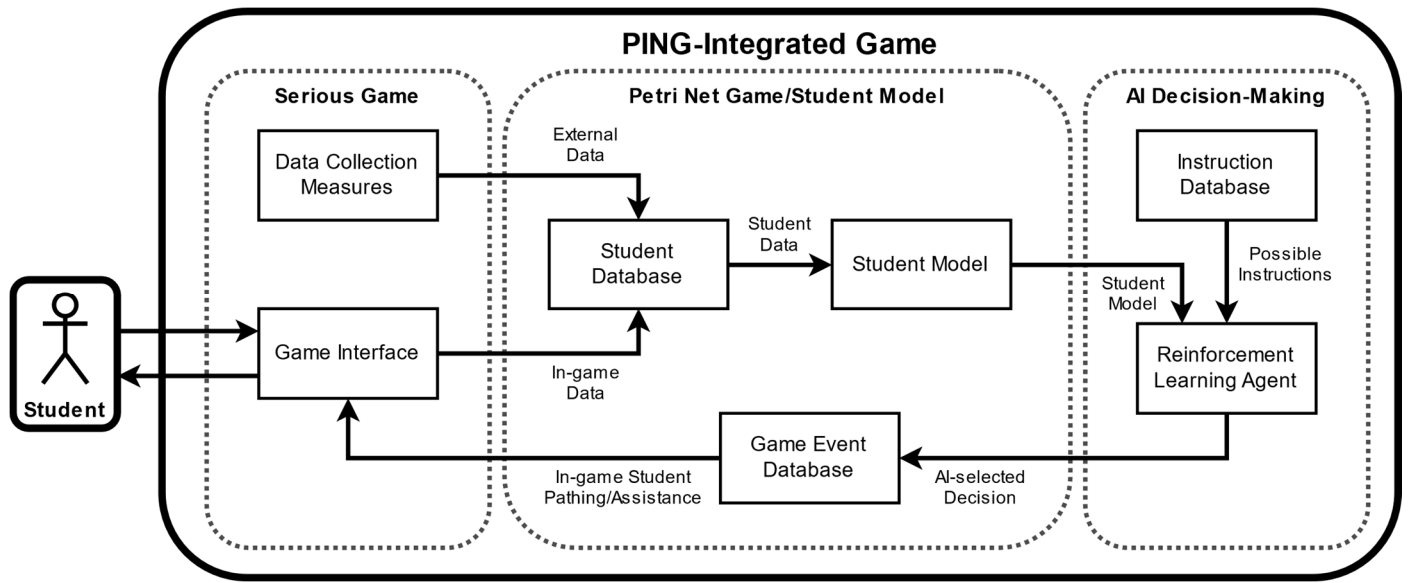 PING-Integrated Game
Serious Game
Data Collection
Measures
Game Interface
Student
Petri Net Game/Student Model
External
Data
Student
Database
Student
Data
Student Model
In-game
Data
Game Event
Database
In-game Student
Pathing/Assistance
AI Decision-Making
Instruction
Database
Possible
Instructions
Student
Model
Reinforcement
Learning Agent
AI-selected
Decision